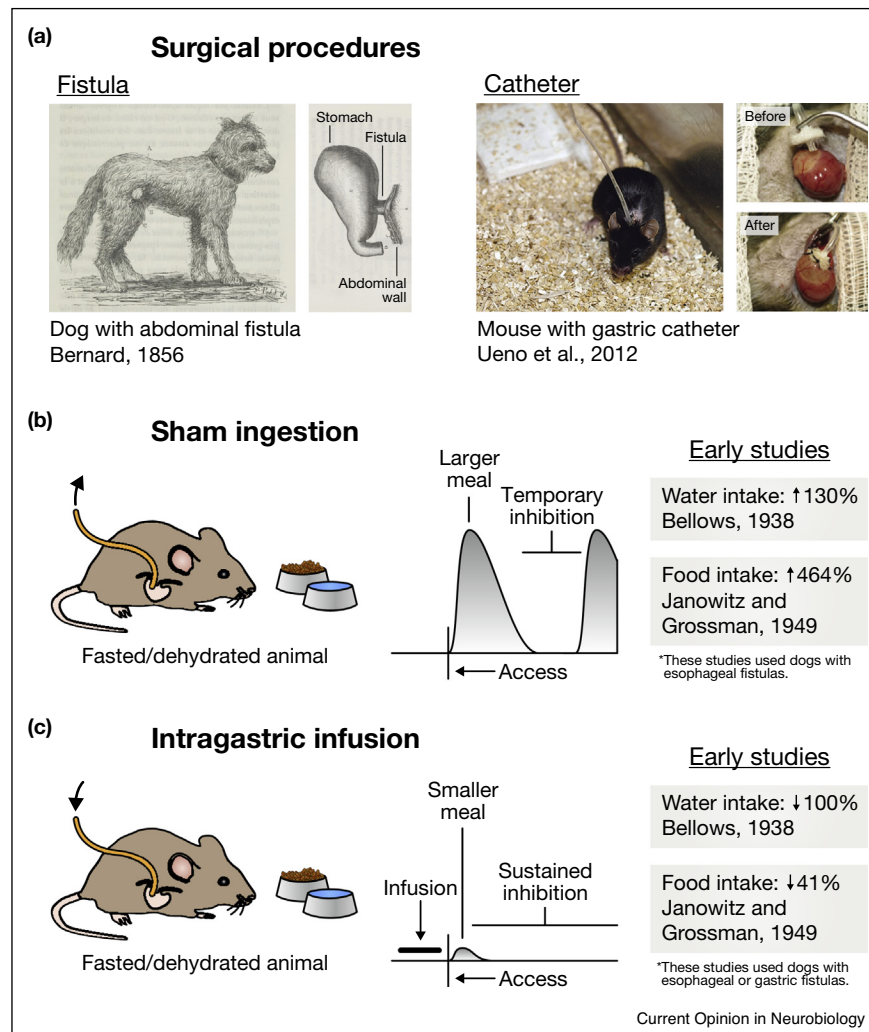 (a)
Surgical procedures
Fistula
Stomach
Fistula
Abdominal
wall
Dog with abdominal fistula
Bernard, 1856
Catheter
Before
After
Mouse with gastric catheter
Ueno et al., 2012
(b)
Sham ingestion
Fasted/dehydrated animal
Larger
meal
Temporary
inhibition
Access
Early studies
Water intake: ↑130%
Bellows, 1938
Food intake: ↑464%
Janowitz and
Grossman, 1949
*These studies used dogs with
esophageal fistulas.
(c)
Intragastric infusion
Fasted/dehydrated animal
Infusion
Smaller
meal
Sustained
inhibition
Access
Early studies
Water intake: ↓100%
Bellows, 1938
Food intake: ↓41%
Janowitz and
Grossman, 1949
*These studies used dogs with
esophageal or gastric fistulas.
Current Opinion in Neurobiology